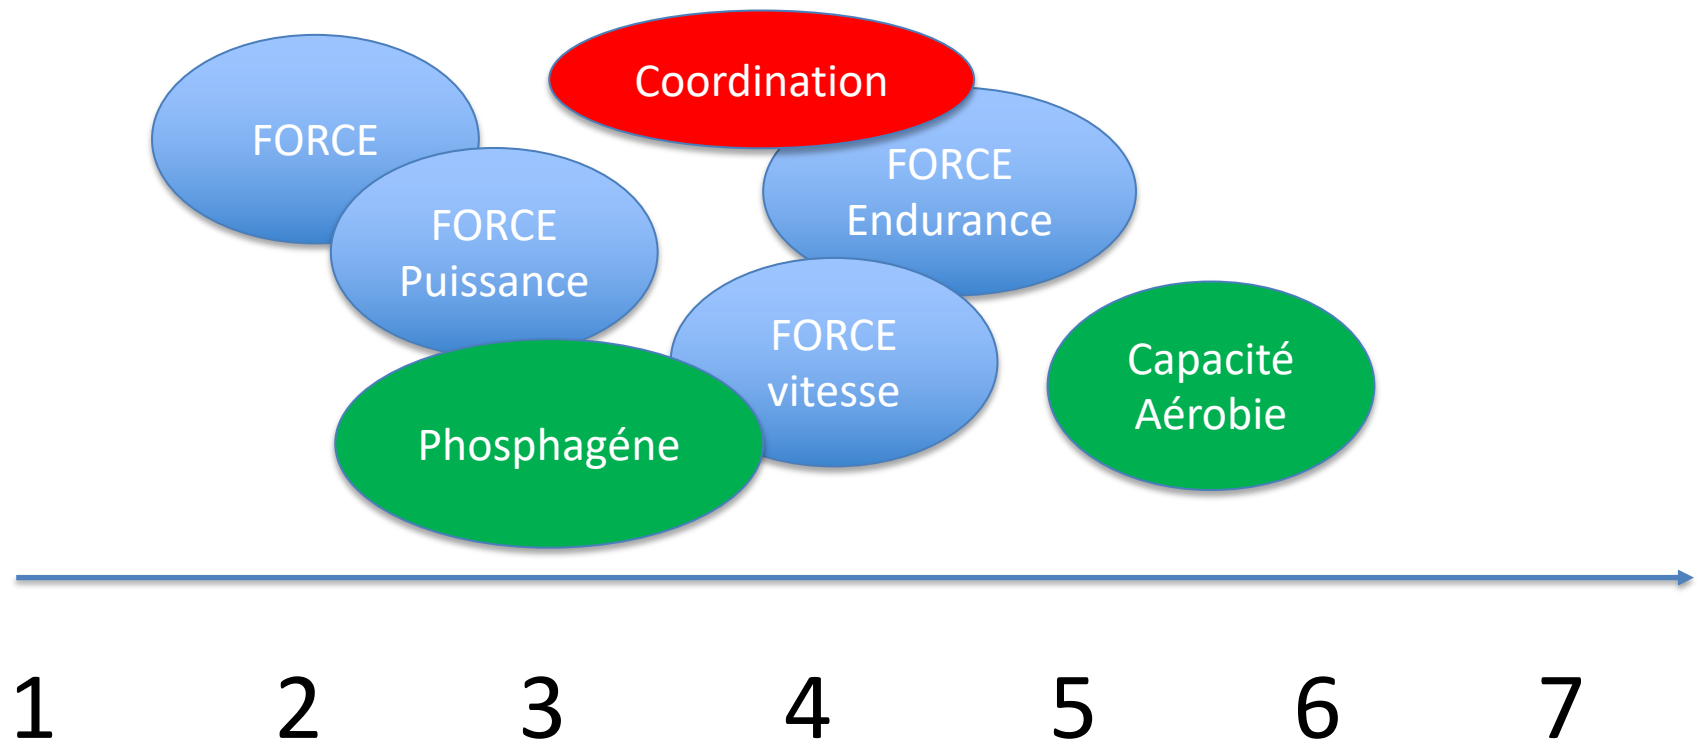 Coordination
FORCE
FORCE
Endurance
FORCE
Puissance
FORCE
vitesse
Capacité
Aérobie
Phosphagéne
1 2 3 4 5 6 7